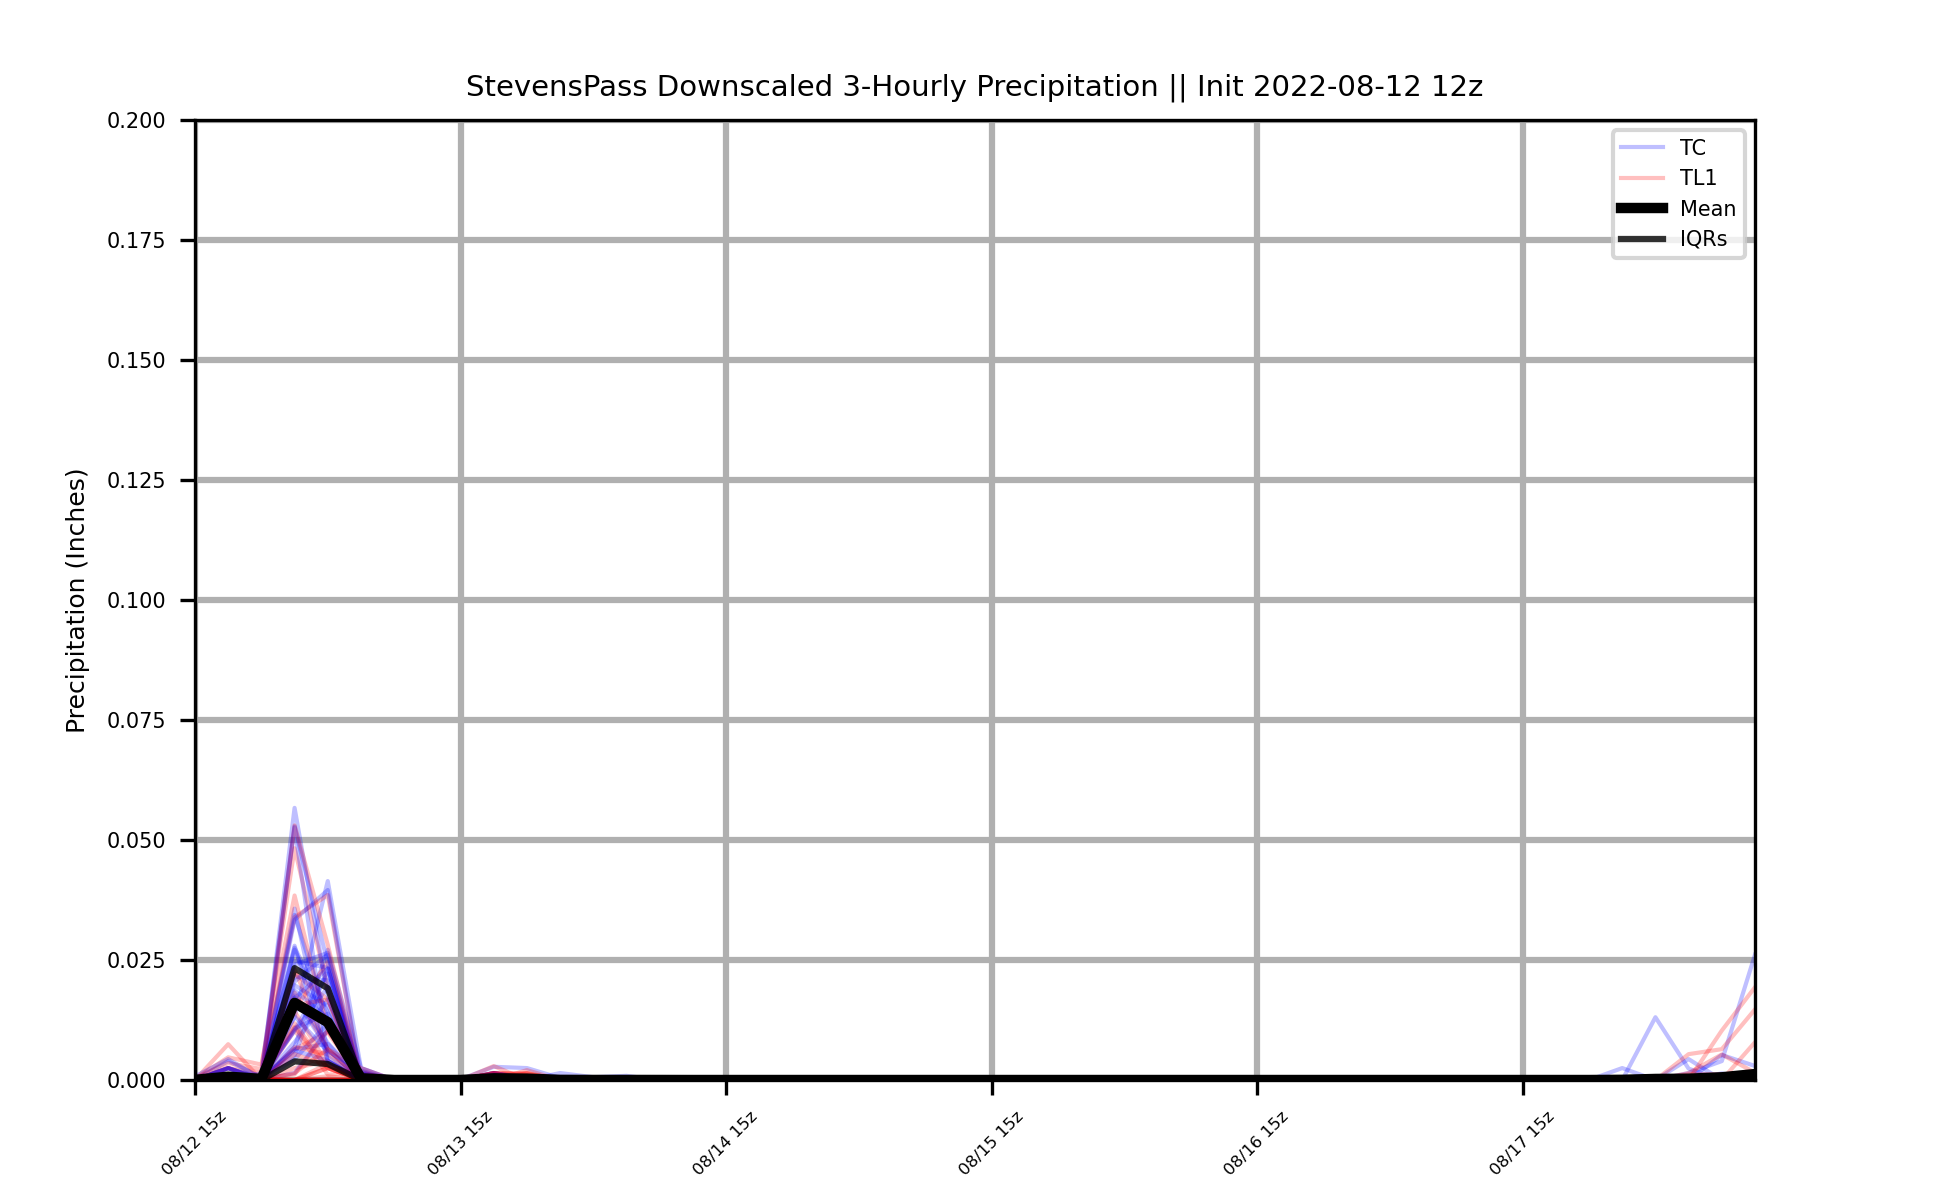 StevensPass Downscaled 3-Hourly Precipitation || Init 2022-08-12 12z
0.200
0.175
0.150
0.125
0.100
0.075
0.050
0.025
0.000
Precipitation (Inches)
TC
TL1
Mean
IQRs
08/12 15z
08/13 15z
08/14 15z
08/15 15z
08/16 15z
08/17 15z